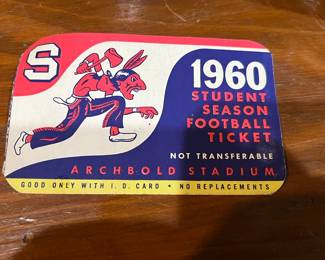 S
1960
STUDENT
SEASON
FOOTBALL
TICKET
NOT TRANSFERABLE
ARCHBOLD STADIUM
GOOD ONLY WITH I. D. CARD • NO REPLACEMENTS